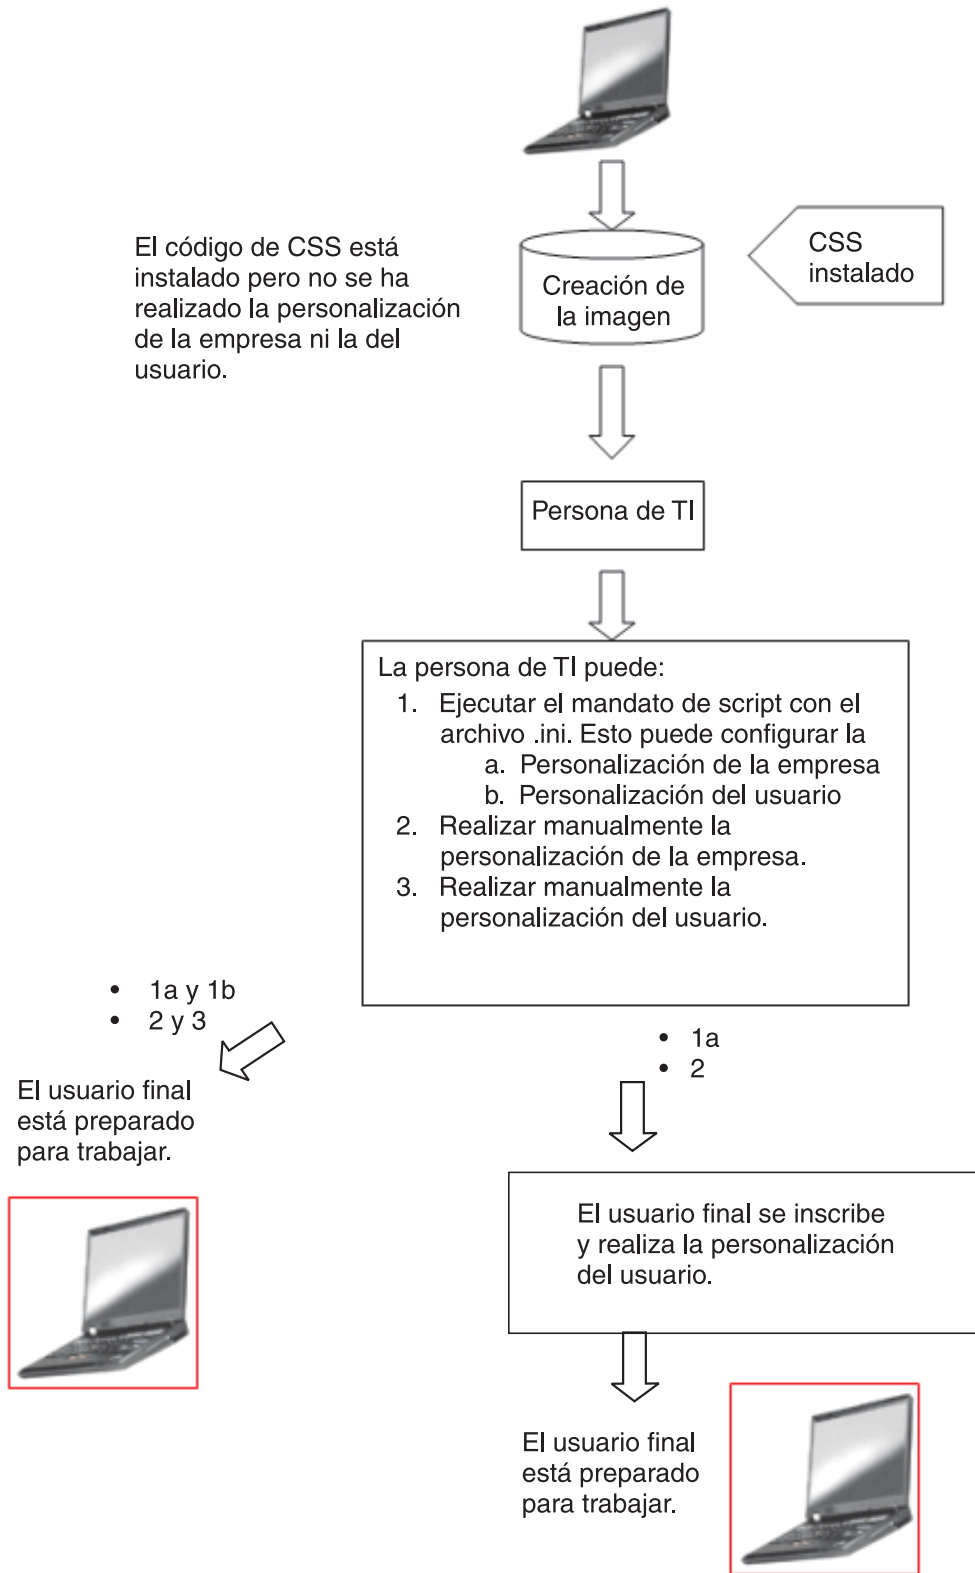 El código de CSS está
instalado pero no se ha
realizado la personalización
de la empresa ni la del
usuario.
Creación de
la imagen
CSS
instalado
Persona de TI
La persona de TI puede:
1. Ejecutar el mandato de script con el
archivo .ini. Esto puede configurar la
a. Personalización de la empresa
b. Personalización del usuario
2. Realizar manualmente la
personalización de la empresa.
3. Realizar manualmente la
personalización del usuario.
• 1a y 1b
• 2 y 3
El usuario final
está preparado
para trabajar.
• 1a
• 2
El usuario final se inscribe
y realiza la personalización
del usuario.
El usuario final
está preparado
para trabajar.